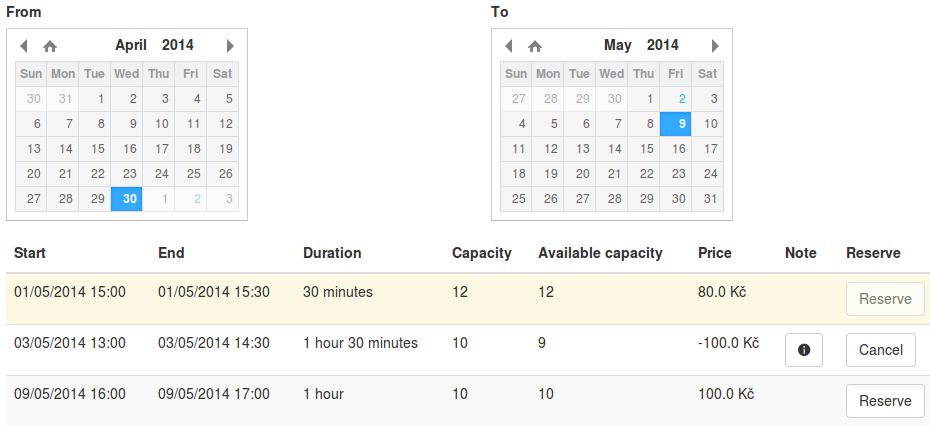 From To
April 2014 May 2014
Sun Mon Tue Wed Thu Fri Sat Sun Mon Tue Wed Thu Fri Sat
30 31 1 2 3 4 5 27 28 29 30 1 2 3
6 7 8 9 10 11 12 4 5 6 7 8 9 10
13 14 15 16 17 18 19 11 12 13 14 15 16 17
20 21 22 23 24 25 26 18 19 20 21 22 23 24
27 28 29 30 1 2 3 25 26 27 28 29 30 31
Start End Duration Capacity Available capacity Price Note Reserve
01/05/2014 15:00 01/05/2014 15:30 30 minutes 12 12 80.0 Kč Reserve
03/05/2014 13:00 03/05/2014 14:30 1 hour 30 minutes 10 9 -100.0 Kč Cancel
09/05/2014 16:00 09/05/2014 17:00 1 hour 10 10 100.0 Kč Reserve